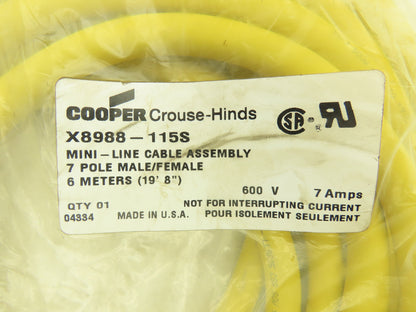 COOPER Crouse-Hinds
X8988-115S
MINI-LINE CABLE ASSEMBLY
7 POLE MALE/FEMALE
6 METERS (19' 8")
600 V 7 Amps
QTY 01 NOT FOR INTERRUPTING CURRENT
04334 MADE IN U.S.A. POUR ISOLEMENT SEULEMENT